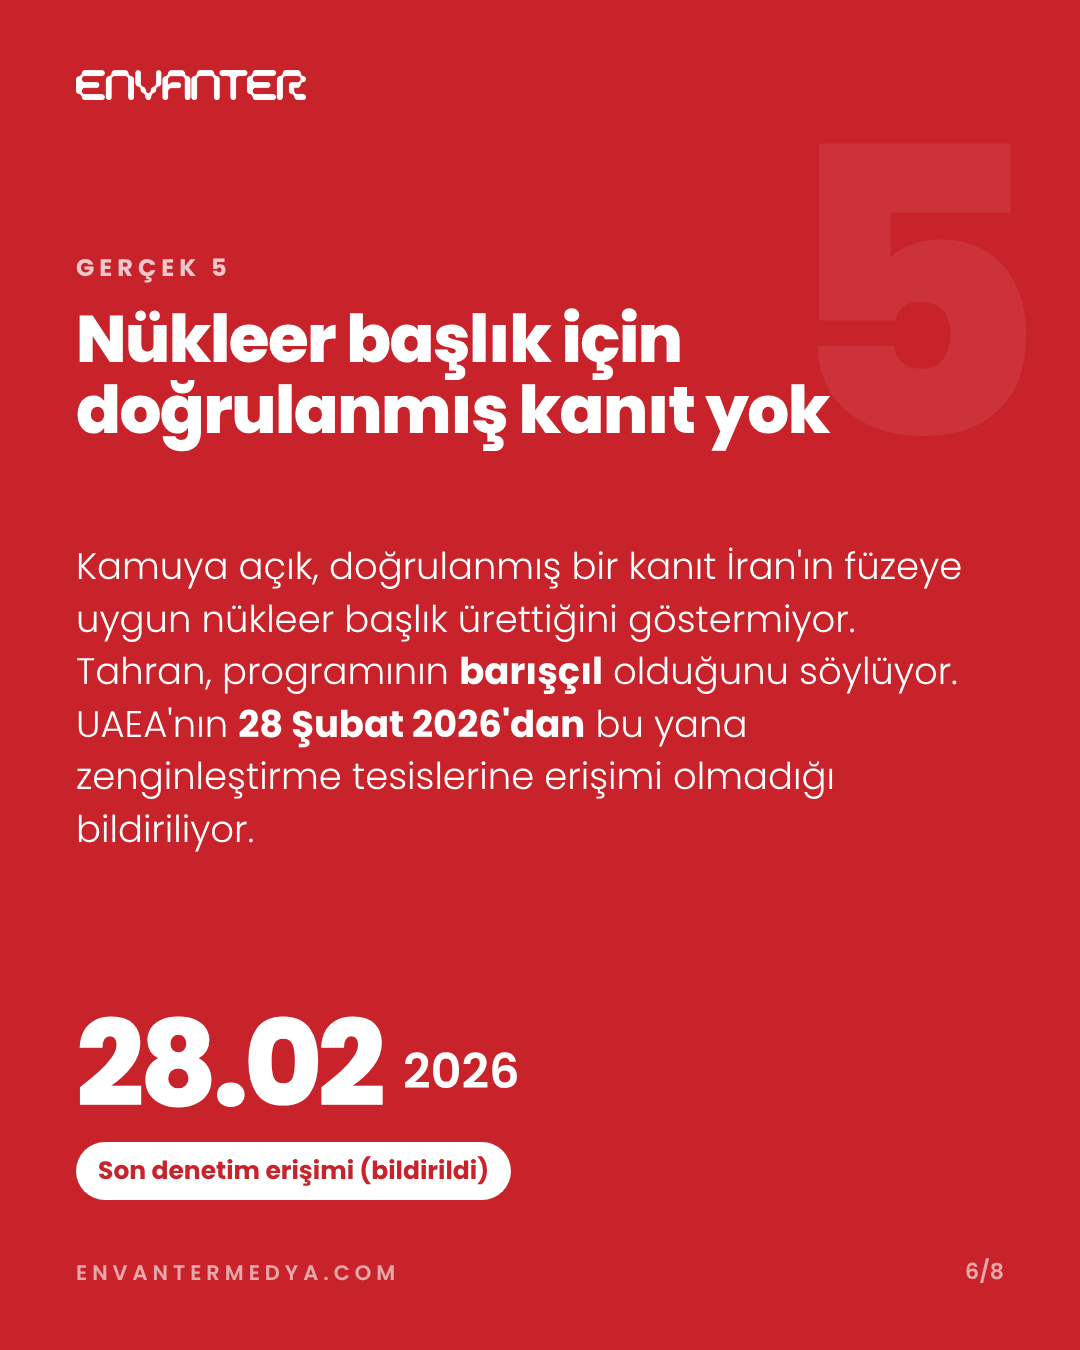 ENVANTER
5
GERÇEK 5
Nükleer başlık için
doğrulanmış kanıt yok
Kamuya açık, doğrulanmış bir kanıt İran'ın füzeye
uygun nükleer başlık ürettiğini göstermiyor.
Tahran, programının barışçıl olduğunu söylüyor.
UAEA'nın 28 Şubat 2026'dan bu yana
zenginleştirme tesislerine erişimi olmadığı
bildiriliyor.
28.02 2026
Son denetim erişimi (bildirildi)
ENVANTERMEDYA.COM
6/8